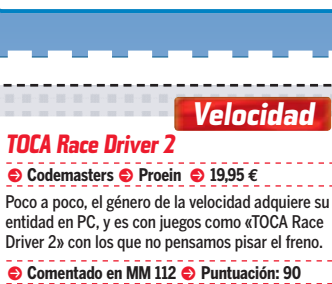 Velocidad
TOCA Race Driver 2
Codemasters Proein 19,95 €
Poco a poco, el género de la velocidad adquiere su
entidad en PC, y es con juegos como «TOCA Race
Driver 2» con los que no pensamos pisar el freno.
Comentado en MM 112 Puntuación: 90